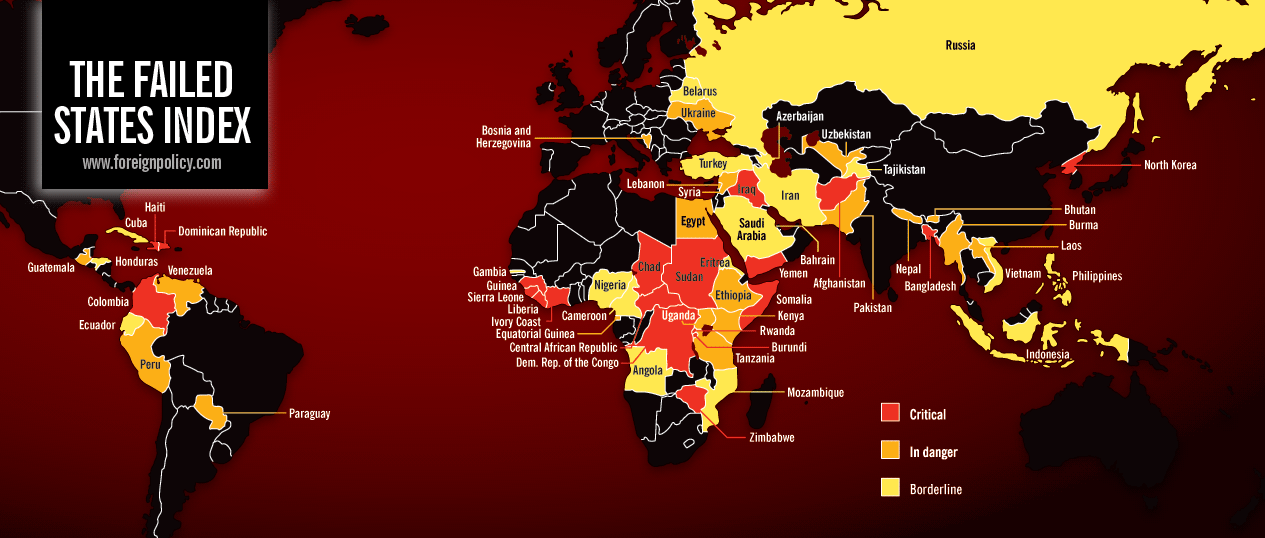 THE FAILED
STATES INDEX
www.foreignpolicy.com
Russia
Belarus
Ukraine
Azerbaijan
Bosnia and
Herzegovina
Uzbekistan
Turkey
North Korea
Tajikistan
Lebanon
Iraq
Syria
Iran
Haiti
Bhutan
Cuba
Egypt
Saudi
Arabia
Burma
Dominican Republic
Laos
Honduras
Bahrain
Eritrea
Guatemala
Venezuela
Chad
Nepal
Gambia
Yemen
Vietnam
Philippines
Sudan
Afghanistan
Guinea
Nigeria
Bangladesh
Sierra Leone
Ethiopia
Colombia
Somalia
Liberia
Pakistan
Uganda
Cameroon
Kenya
Ivory Coast
Ecuador
Equatorial Guinea
Rwanda
Central African Republic
Burundi
Indonesia
Tanzania
Dem. Rep. of the Congo
Peru
Angola
Mozambique
Paraguay
Critical
Zimbabwe
In danger
Borderline